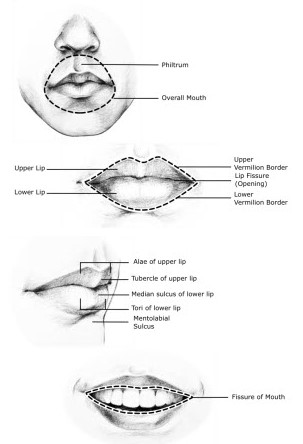 Philtrum
Overall Mouth
Upper Lip
Lower Lip
Upper
Vermilion Border
Lip Fissure
(Opening)
Lower
Vermilion Border
Alae of upper lip
Tubercle of upper lip
Median sulcus of lower lip
Tori of lower lip
Mentolabial
Sulcus
Fissure of Mouth